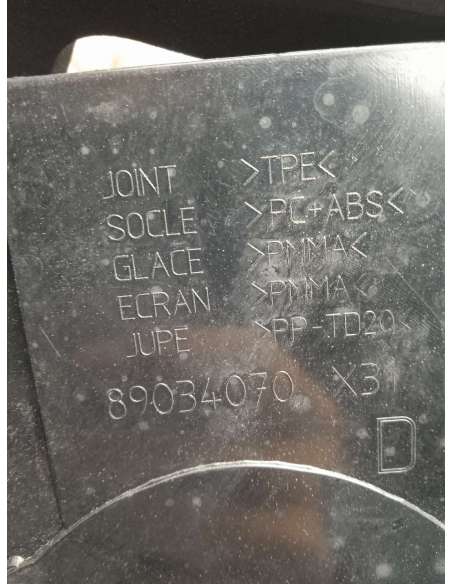 JOINT >TPE<
SOCLE >PC+ABS<
GLACE >PMMA<
ECRAN >PMMA<
JUPE >PP-TD20<
89034070 X31
D